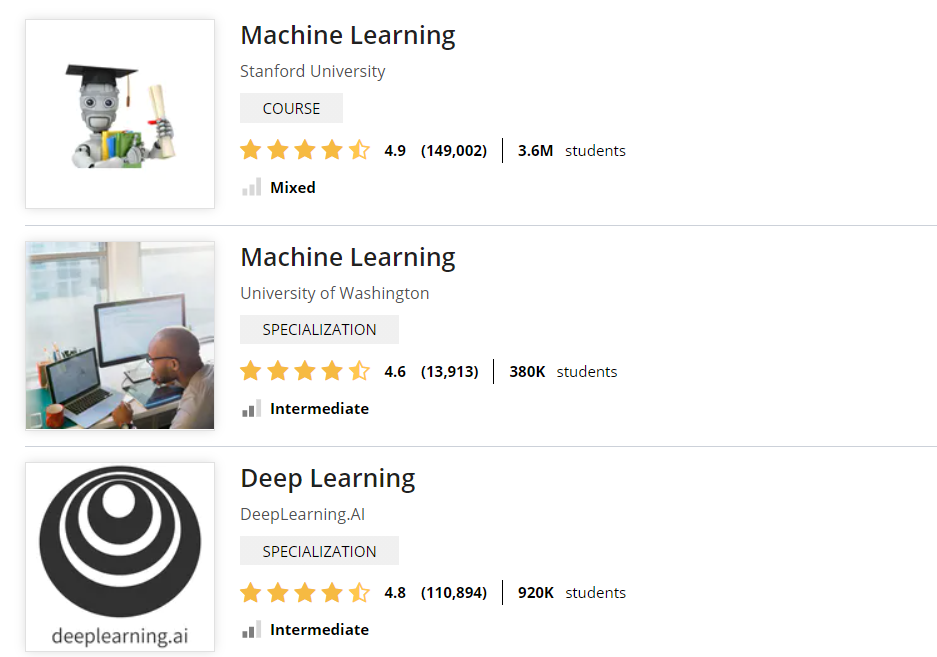 Machine Learning
Stanford University
COURSE
4.9 (149,002) 3.6M students
Mixed
Machine Learning
University of Washington
SPECIALIZATION
4.6 (13,913) 380K students
Intermediate
Deep Learning
DeepLearning.AI
SPECIALIZATION
4.8 (110,894) 920K students
deeplearning.ai
Intermediate